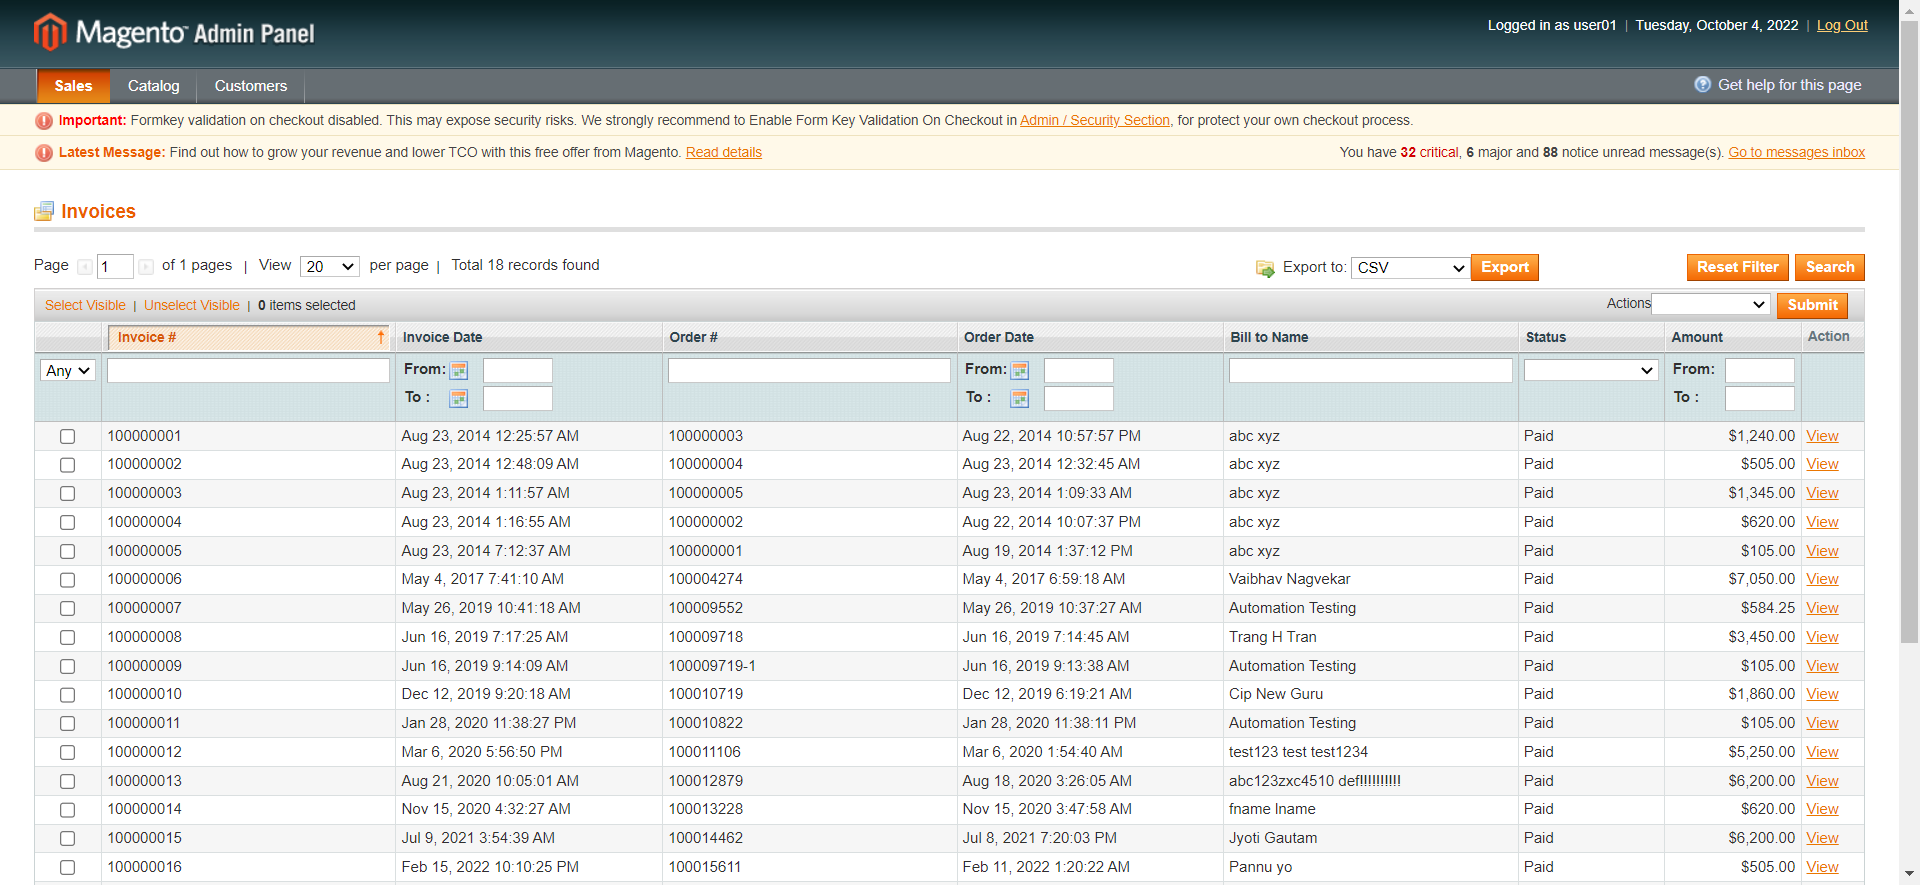 Magento Admin Panel
Logged in as user01 | Tuesday, October 4, 2022 | Log Out
Sales Catalog Customers Get help for this page
Important: Formkey validation on checkout disabled. This may expose security risks. We strongly recommend to Enable Form Key Validation On Checkout in Admin / Security Section, for protect your own checkout process.
Latest Message: Find out how to grow your revenue and lower TCO with this free offer from Magento. Read details You have 32 critical, 6 major and 88 notice unread message(s). Go to messages inbox
Invoices
Page 1 of 1 pages | View 20 per page | Total 18 records found Export to: CSV Export Reset Filter Search
Select Visible | Unselect Visible | 0 items selected Actions Submit
Invoice # Invoice Date Order # Order Date Bill to Name Status Amount Action
Any From: From: From:
To : To : To :
100000001 Aug 23, 2014 12:25:57 AM 100000003 Aug 22, 2014 10:57:57 PM abc xyz Paid $1,240.00 View
100000002 Aug 23, 2014 12:48:09 AM 100000004 Aug 23, 2014 12:32:45 AM abc xyz Paid $505.00 View
100000003 Aug 23, 2014 1:11:57 AM 100000005 Aug 23, 2014 1:09:33 AM abc xyz Paid $1,345.00 View
100000004 Aug 23, 2014 1:16:55 AM 100000002 Aug 22, 2014 10:07:37 PM abc xyz Paid $620.00 View
100000005 Aug 23, 2014 7:12:37 AM 100000001 Aug 19, 2014 1:37:12 PM abc xyz Paid $105.00 View
100000006 May 4, 2017 7:41:10 AM 100004274 May 4, 2017 6:59:18 AM Vaibhav Nagvekar Paid $7,050.00 View
100000007 May 26, 2019 10:41:18 AM 100009552 May 26, 2019 10:37:27 AM Automation Testing Paid $584.25 View
100000008 Jun 16, 2019 7:17:25 AM 100009718 Jun 16, 2019 7:14:45 AM Trang H Tran Paid $3,450.00 View
100000009 Jun 16, 2019 9:14:09 AM 100009719-1 Jun 16, 2019 9:13:38 AM Automation Testing Paid $105.00 View
100000010 Dec 12, 2019 9:20:18 AM 100010719 Dec 12, 2019 6:19:21 AM Cip New Guru Paid $1,860.00 View
100000011 Jan 28, 2020 11:38:27 PM 100010822 Jan 28, 2020 11:38:11 PM Automation Testing Paid $105.00 View
100000012 Mar 6, 2020 5:56:50 PM 100011106 Mar 6, 2020 1:54:40 AM test123 test test1234 Paid $5,250.00 View
100000013 Aug 21, 2020 10:05:01 AM 100012879 Aug 18, 2020 3:26:05 AM abc123zxc4510 def!!!!!!!!!! Paid $6,200.00 View
100000014 Nov 15, 2020 4:32:27 AM 100013228 Nov 15, 2020 3:47:58 AM fname lname Paid $620.00 View
100000015 Jul 9, 2021 3:54:39 AM 100014462 Jul 8, 2021 7:20:03 PM Jyoti Gautam Paid $6,200.00 View
100000016 Feb 15, 2022 10:10:25 PM 100015611 Feb 11, 2022 1:20:22 AM Pannu yo Paid $505.00 View